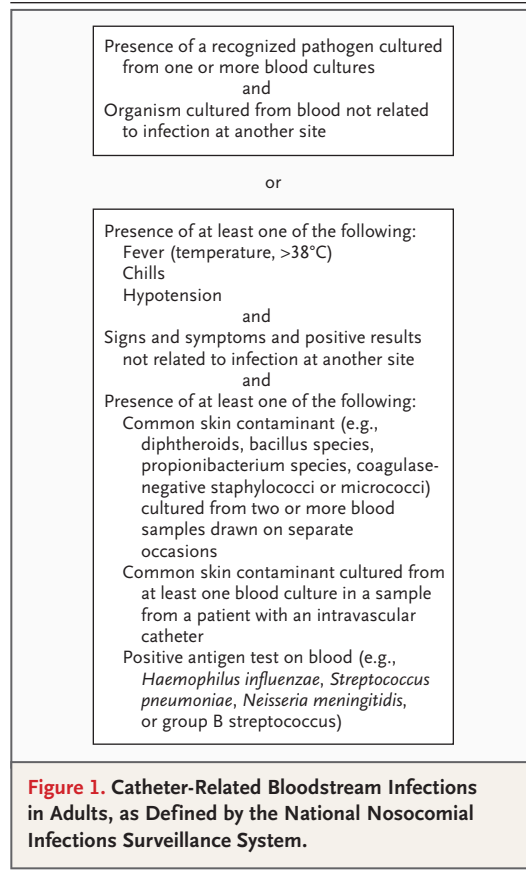 Presence of a recognized pathogen cultured
from one or more blood cultures
and
Organism cultured from blood not related
to infection at another site
or
Presence of at least one of the following:
Fever (temperature, >38°C)
Chills
Hypotension
and
Signs and symptoms and positive results
not related to infection at another site
and
Presence of at least one of the following:
Common skin contaminant (e.g.,
diphtheroids, bacillus species,
propionibacterium species, coagulase-
negative staphylococci or micrococci)
cultured from two or more blood
samples drawn on separate
occasions
Common skin contaminant cultured from
at least one blood culture in a sample
from a patient with an intravascular
catheter
Positive antigen test on blood (e.g.,
Haemophilus influenzae, Streptococcus
pneumoniae, Neisseria meningitidis,
or group B streptococcus)
Figure 1. Catheter-Related Bloodstream Infections
in Adults, as Defined by the National Nosocomial
Infections Surveillance System.